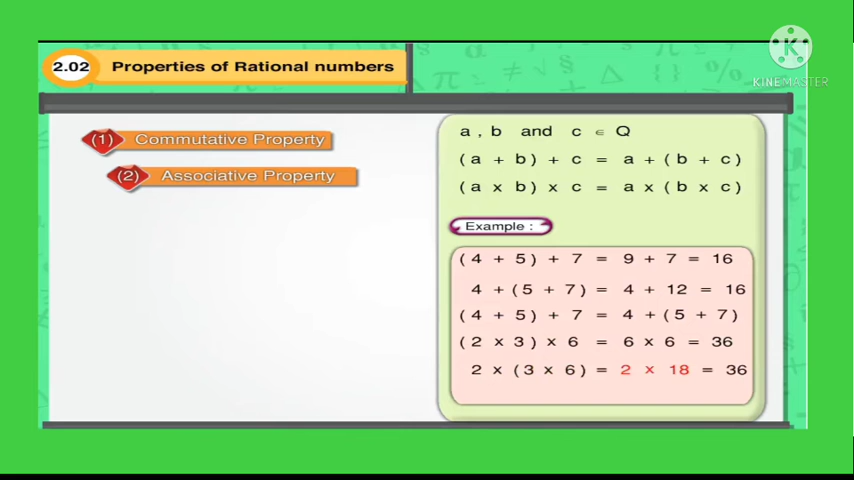 2.02 Properties of Rational numbers
K
KINEMASTER
(1) Commutative Property
(2) Associative Property
a , b and c ∈ Q
( a + b ) + c = a + ( b + c )
( a x b ) x c = a x ( b x c )
Example :
( 4 + 5 ) + 7 = 9 + 7 = 16
4 + ( 5 + 7 ) = 4 + 12 = 16
( 4 + 5 ) + 7 = 4 + ( 5 + 7 )
( 2 x 3 ) x 6 = 6 x 6 = 36
2 x ( 3 x 6 ) = 2 x 18 = 36